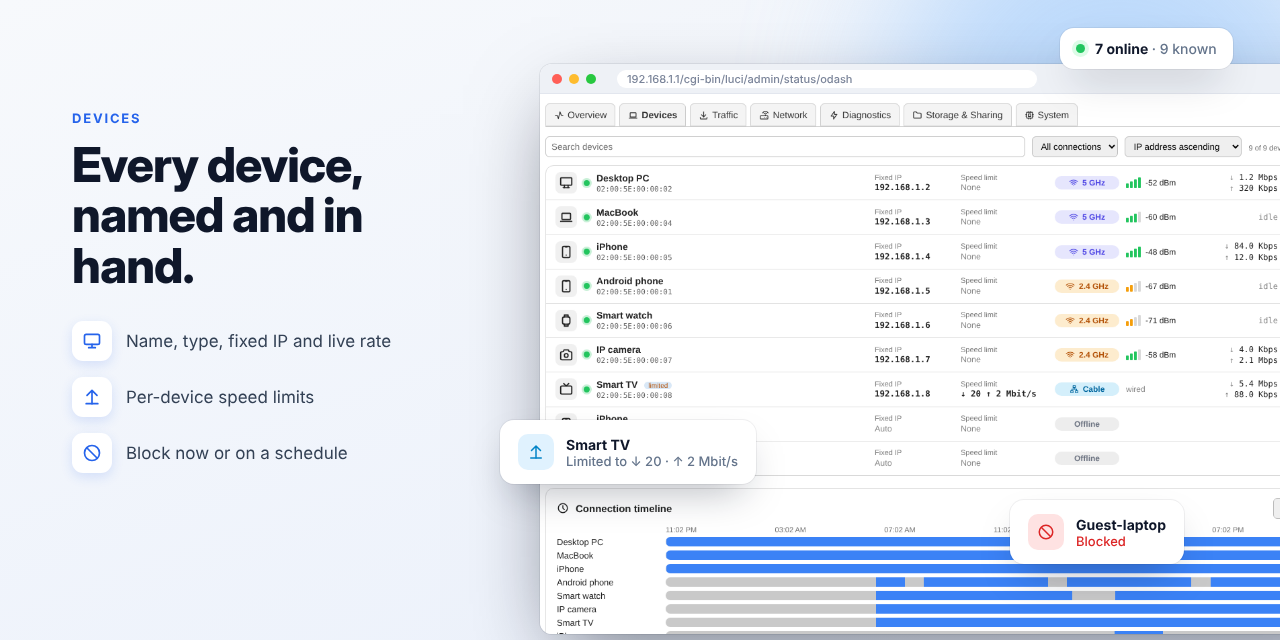 DEVICES
Every device,
named and in
hand.
Name, type, fixed IP and live rate
Per-device speed limits
Block now or on a schedule
7 online · 9 known
192.168.1.1/cgi-bin/luci/admin/status/odash
Overview Devices Traffic Network Diagnostics Storage & Sharing System
Search devices All connections IP address ascending 9 of 9
Desktop PC Fixed IP Speed limit 5 GHz -52 dBm ↓ 1.2 Kbps
02:00:5E:00:00:02 192.168.1.2 None ↑ 320 Kbps
MacBook Fixed IP Speed limit 5 GHz -60 dBm idle
02:00:5E:00:00:04 192.168.1.3 None
iPhone Fixed IP Speed limit 5 GHz -48 dBm ↓ 84.0 Kbps
02:00:5E:00:00:05 192.168.1.4 None ↑ 12.0 Kbps
Android phone Fixed IP Speed limit 2.4 GHz -67 dBm idle
02:00:5E:00:00:01 192.168.1.5 None
Smart watch Fixed IP Speed limit 2.4 GHz -71 dBm idle
02:00:5E:00:00:06 192.168.1.6 None
IP camera Fixed IP Speed limit 2.4 GHz -58 dBm ↓ 4.0 Kbps
02:00:5E:00:00:07 192.168.1.7 None ↑ 2.1 Kbps
Smart TV limited Fixed IP Speed limit Cable wired ↓ 5.4 Kbps
02:00:5E:00:00:08 192.168.1.8 ↓ 20 ↑ 2 Mbit/s ↑ 88.0 Kbps
iPhone Fixed IP Speed limit Offline
Auto None
Fixed IP Speed limit Offline
Auto None
Smart TV
Limited to ↓ 20 · ↑ 2 Mbit/s
Connection timeline
11:02 PM 03:02 AM 07:02 AM 07:02 PM
Guest-laptop
Blocked
Desktop PC
MacBook
iPhone
Android phone
Smart watch
IP camera
Smart TV